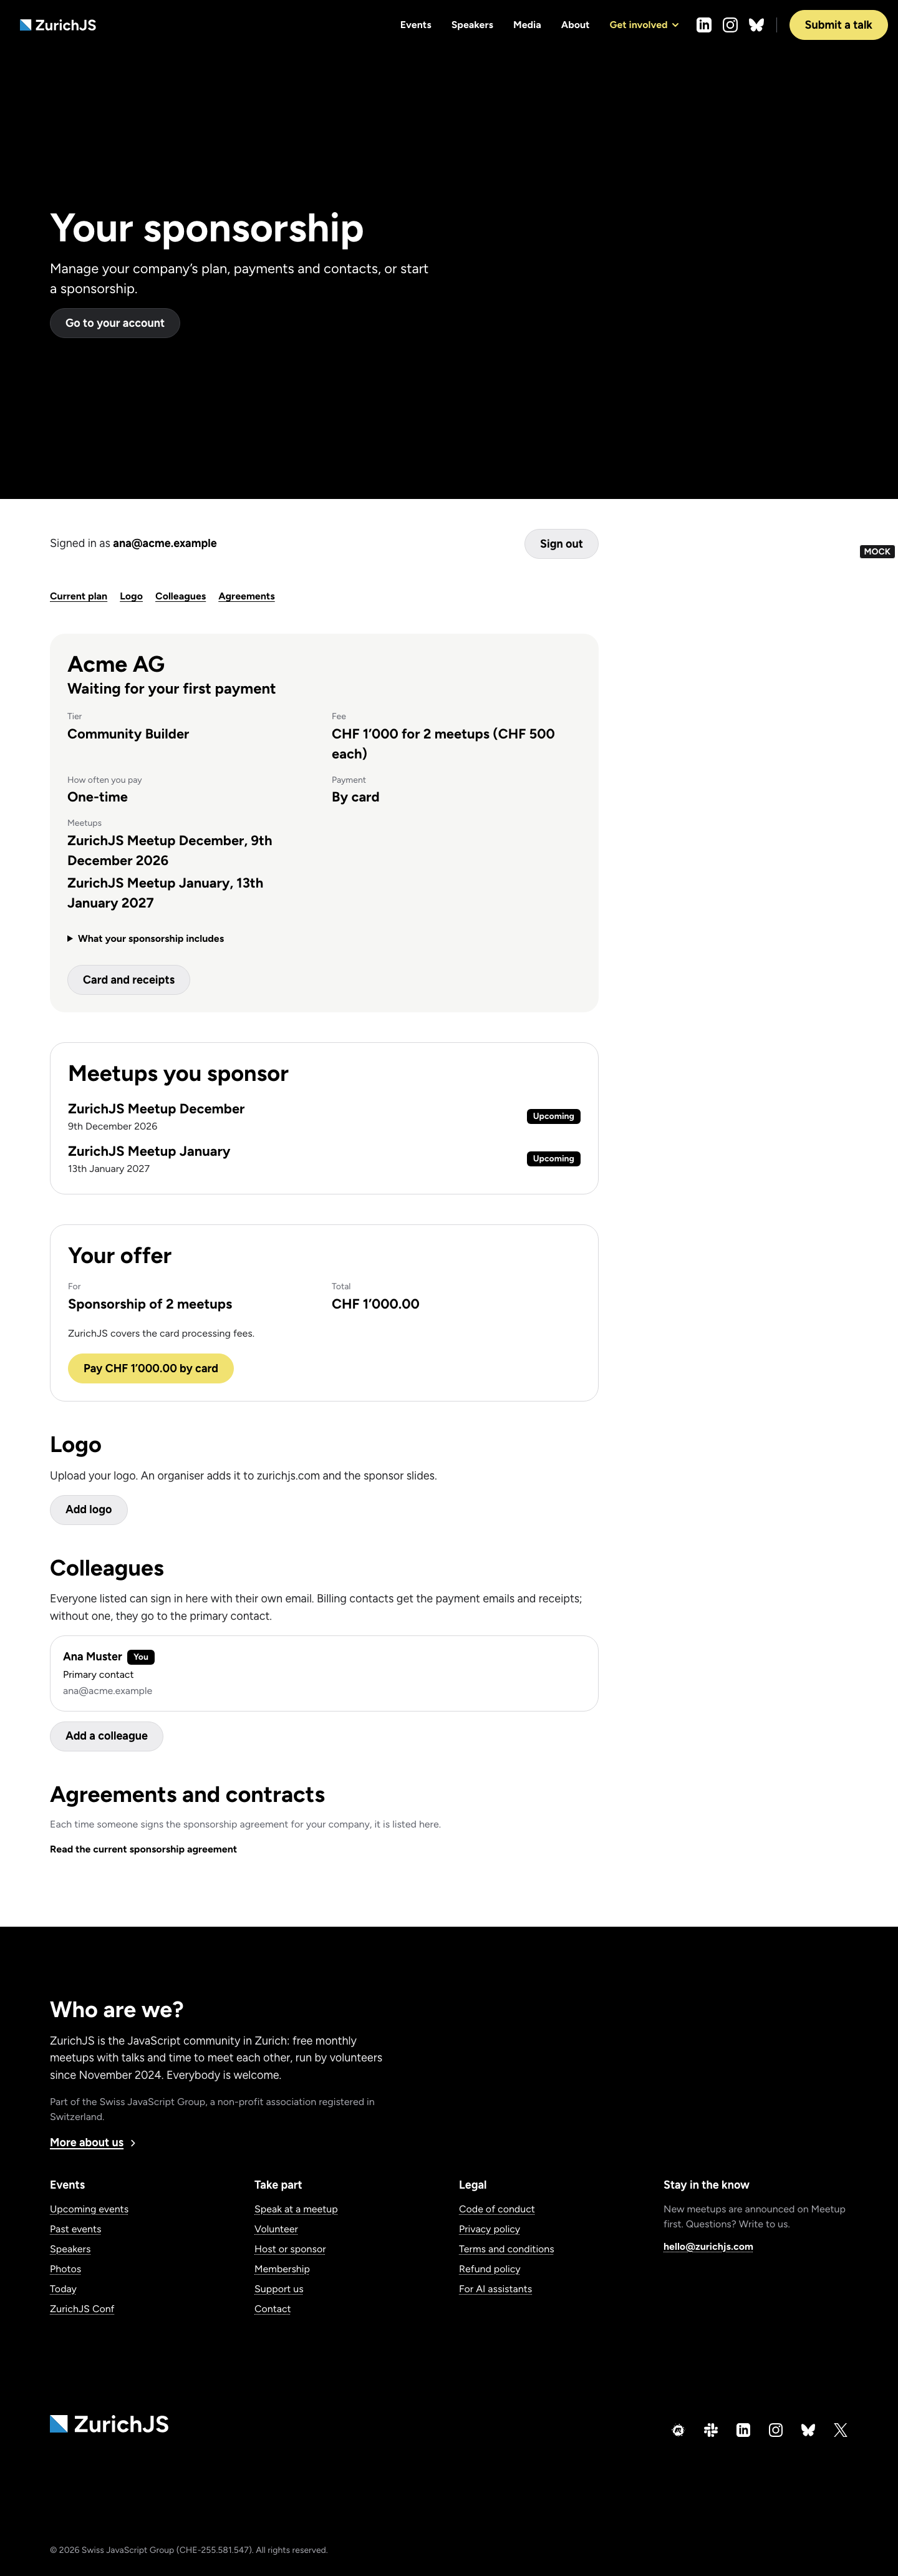 ZurichJS
Events
Speakers
Media
About
Get involved
Submit a talk
Your sponsorship
Manage your company’s plan, payments and contacts, or start
a sponsorship.
Go to your account
Signed in as ana@acme.example
Sign out
MOCK
Current plan
Logo
Colleagues
Agreements
Acme AG
Waiting for your first payment
Tier
Community Builder
Fee
CHF 1’000 for 2 meetups (CHF 500
each)
How often you pay
One-time
Payment
By card
Meetups
ZurichJS Meetup December, 9th
December 2026
ZurichJS Meetup January, 13th
January 2027
What your sponsorship includes
Card and receipts
Meetups you sponsor
ZurichJS Meetup December
9th December 2026
Upcoming
ZurichJS Meetup January
13th January 2027
Upcoming
Your offer
For
Sponsorship of 2 meetups
Total
CHF 1’000.00
ZurichJS covers the card processing fees.
Pay CHF 1’000.00 by card
Logo
Upload your logo. An organiser adds it to zurichjs.com and the sponsor slides.
Add logo
Colleagues
Everyone listed can sign in here with their own email. Billing contacts get the payment emails and receipts;
without one, they go to the primary contact.
Ana Muster
You
Primary contact
ana@acme.example
Add a colleague
Agreements and contracts
Each time someone signs the sponsorship agreement for your company, it is listed here.
Read the current sponsorship agreement
Who are we?
ZurichJS is the JavaScript community in Zurich: free monthly
meetups with talks and time to meet each other, run by volunteers
since November 2024. Everybody is welcome.
Part of the Swiss JavaScript Group, a non-profit association registered in
Switzerland.
More about us
Events
Upcoming events
Past events
Speakers
Photos
Today
ZurichJS Conf
Take part
Speak at a meetup
Volunteer
Host or sponsor
Membership
Support us
Contact
Legal
Code of conduct
Privacy policy
Terms and conditions
Refund policy
For AI assistants
Stay in the know
New meetups are announced on Meetup
first. Questions? Write to us.
hello@zurichjs.com
ZurichJS
© 2026 Swiss JavaScript Group (CHE-255.581.547). All rights reserved.